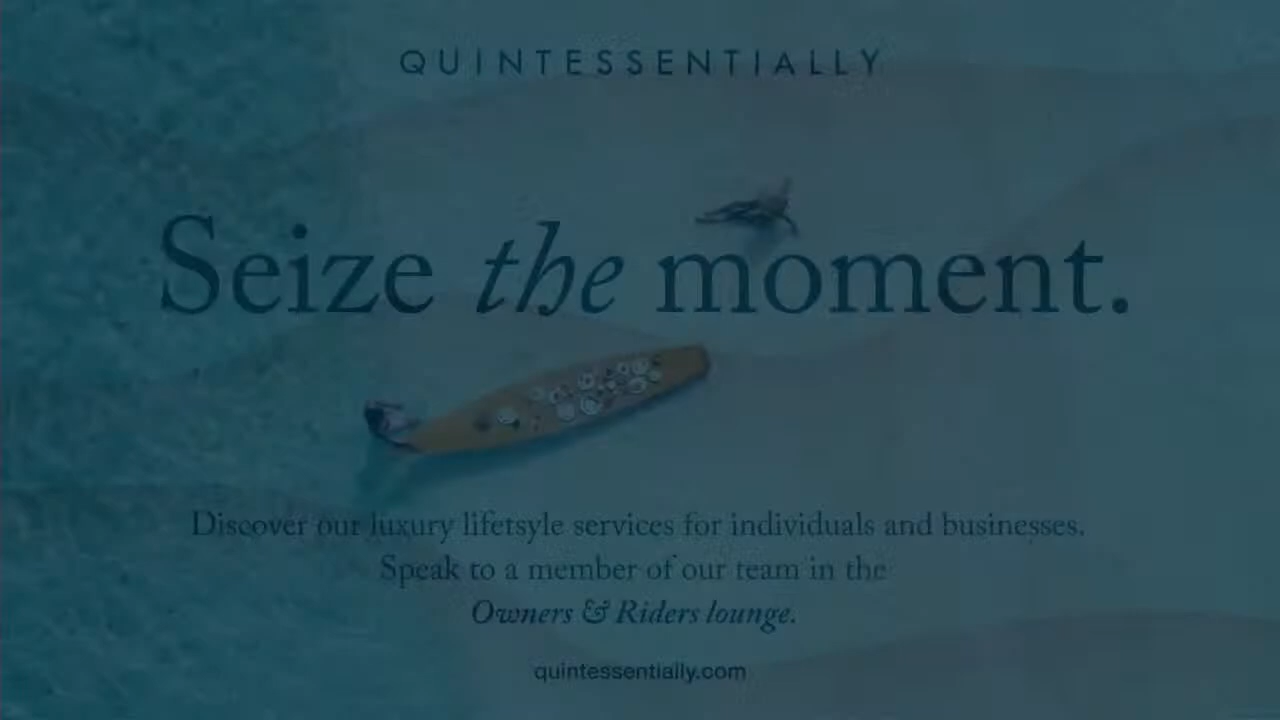 QUINTESSENTIALLY
Seize the moment.
Discover our luxury lifetsyle services for individuals and businesses.
Speak to a member of our team in the
Owners & Riders lounge.
quintessentially.com